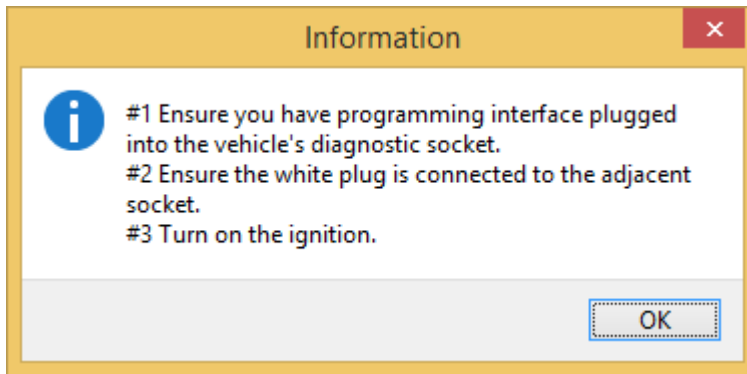 Information
#1 Ensure you have programming interface plugged
into the vehicle's diagnostic socket.
#2 Ensure the white plug is connected to the adjacent
socket.
#3 Turn on the ignition.
OK